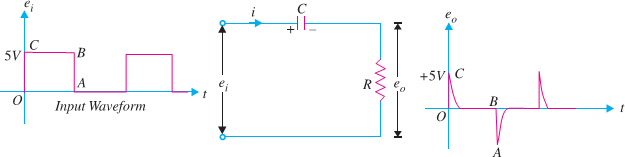 e_i
5V
C
B
A
O
t
Input Waveform
i
C
+
−
e_i
R
e_o
e_o
+5V
C
B
O
A
t